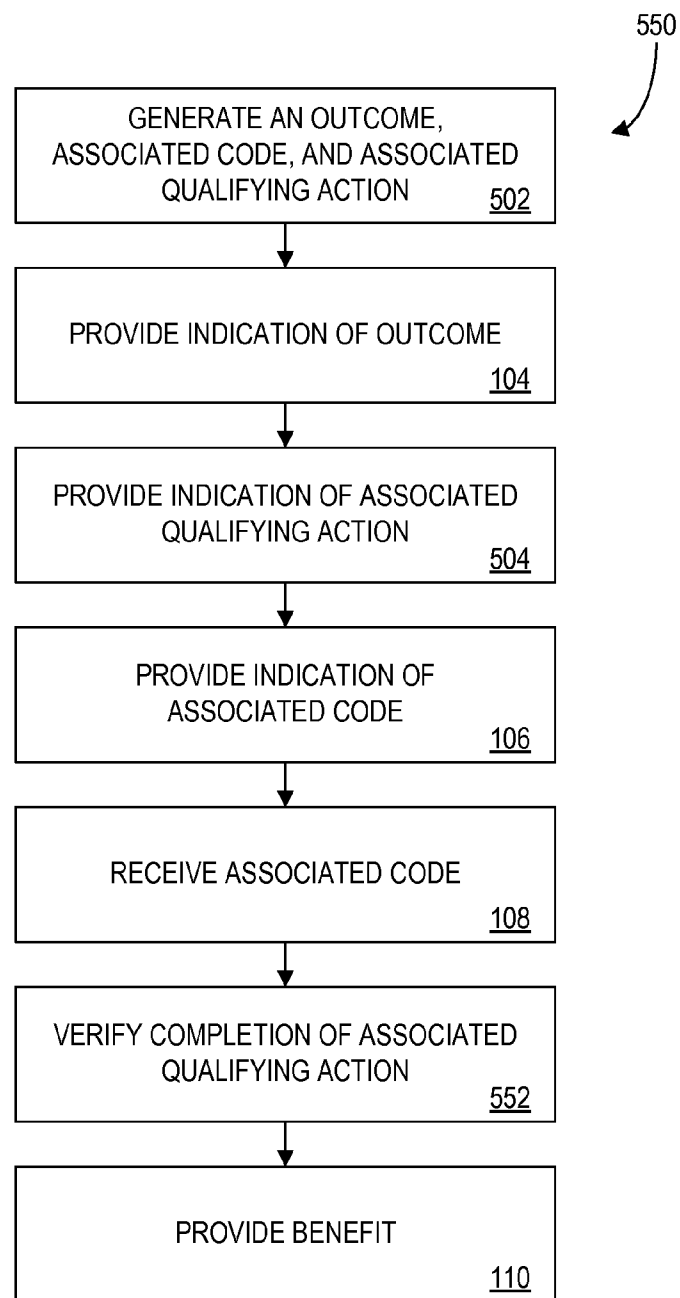 550
GENERATE AN OUTCOME,
ASSOCIATED CODE, AND ASSOCIATED
QUALIFYING ACTION
502
PROVIDE INDICATION OF OUTCOME
104
PROVIDE INDICATION OF ASSOCIATED
QUALIFYING ACTION
504
PROVIDE INDICATION OF
ASSOCIATED CODE
106
RECEIVE ASSOCIATED CODE
108
VERIFY COMPLETION OF ASSOCIATED
QUALIFYING ACTION
552
PROVIDE BENEFIT
110